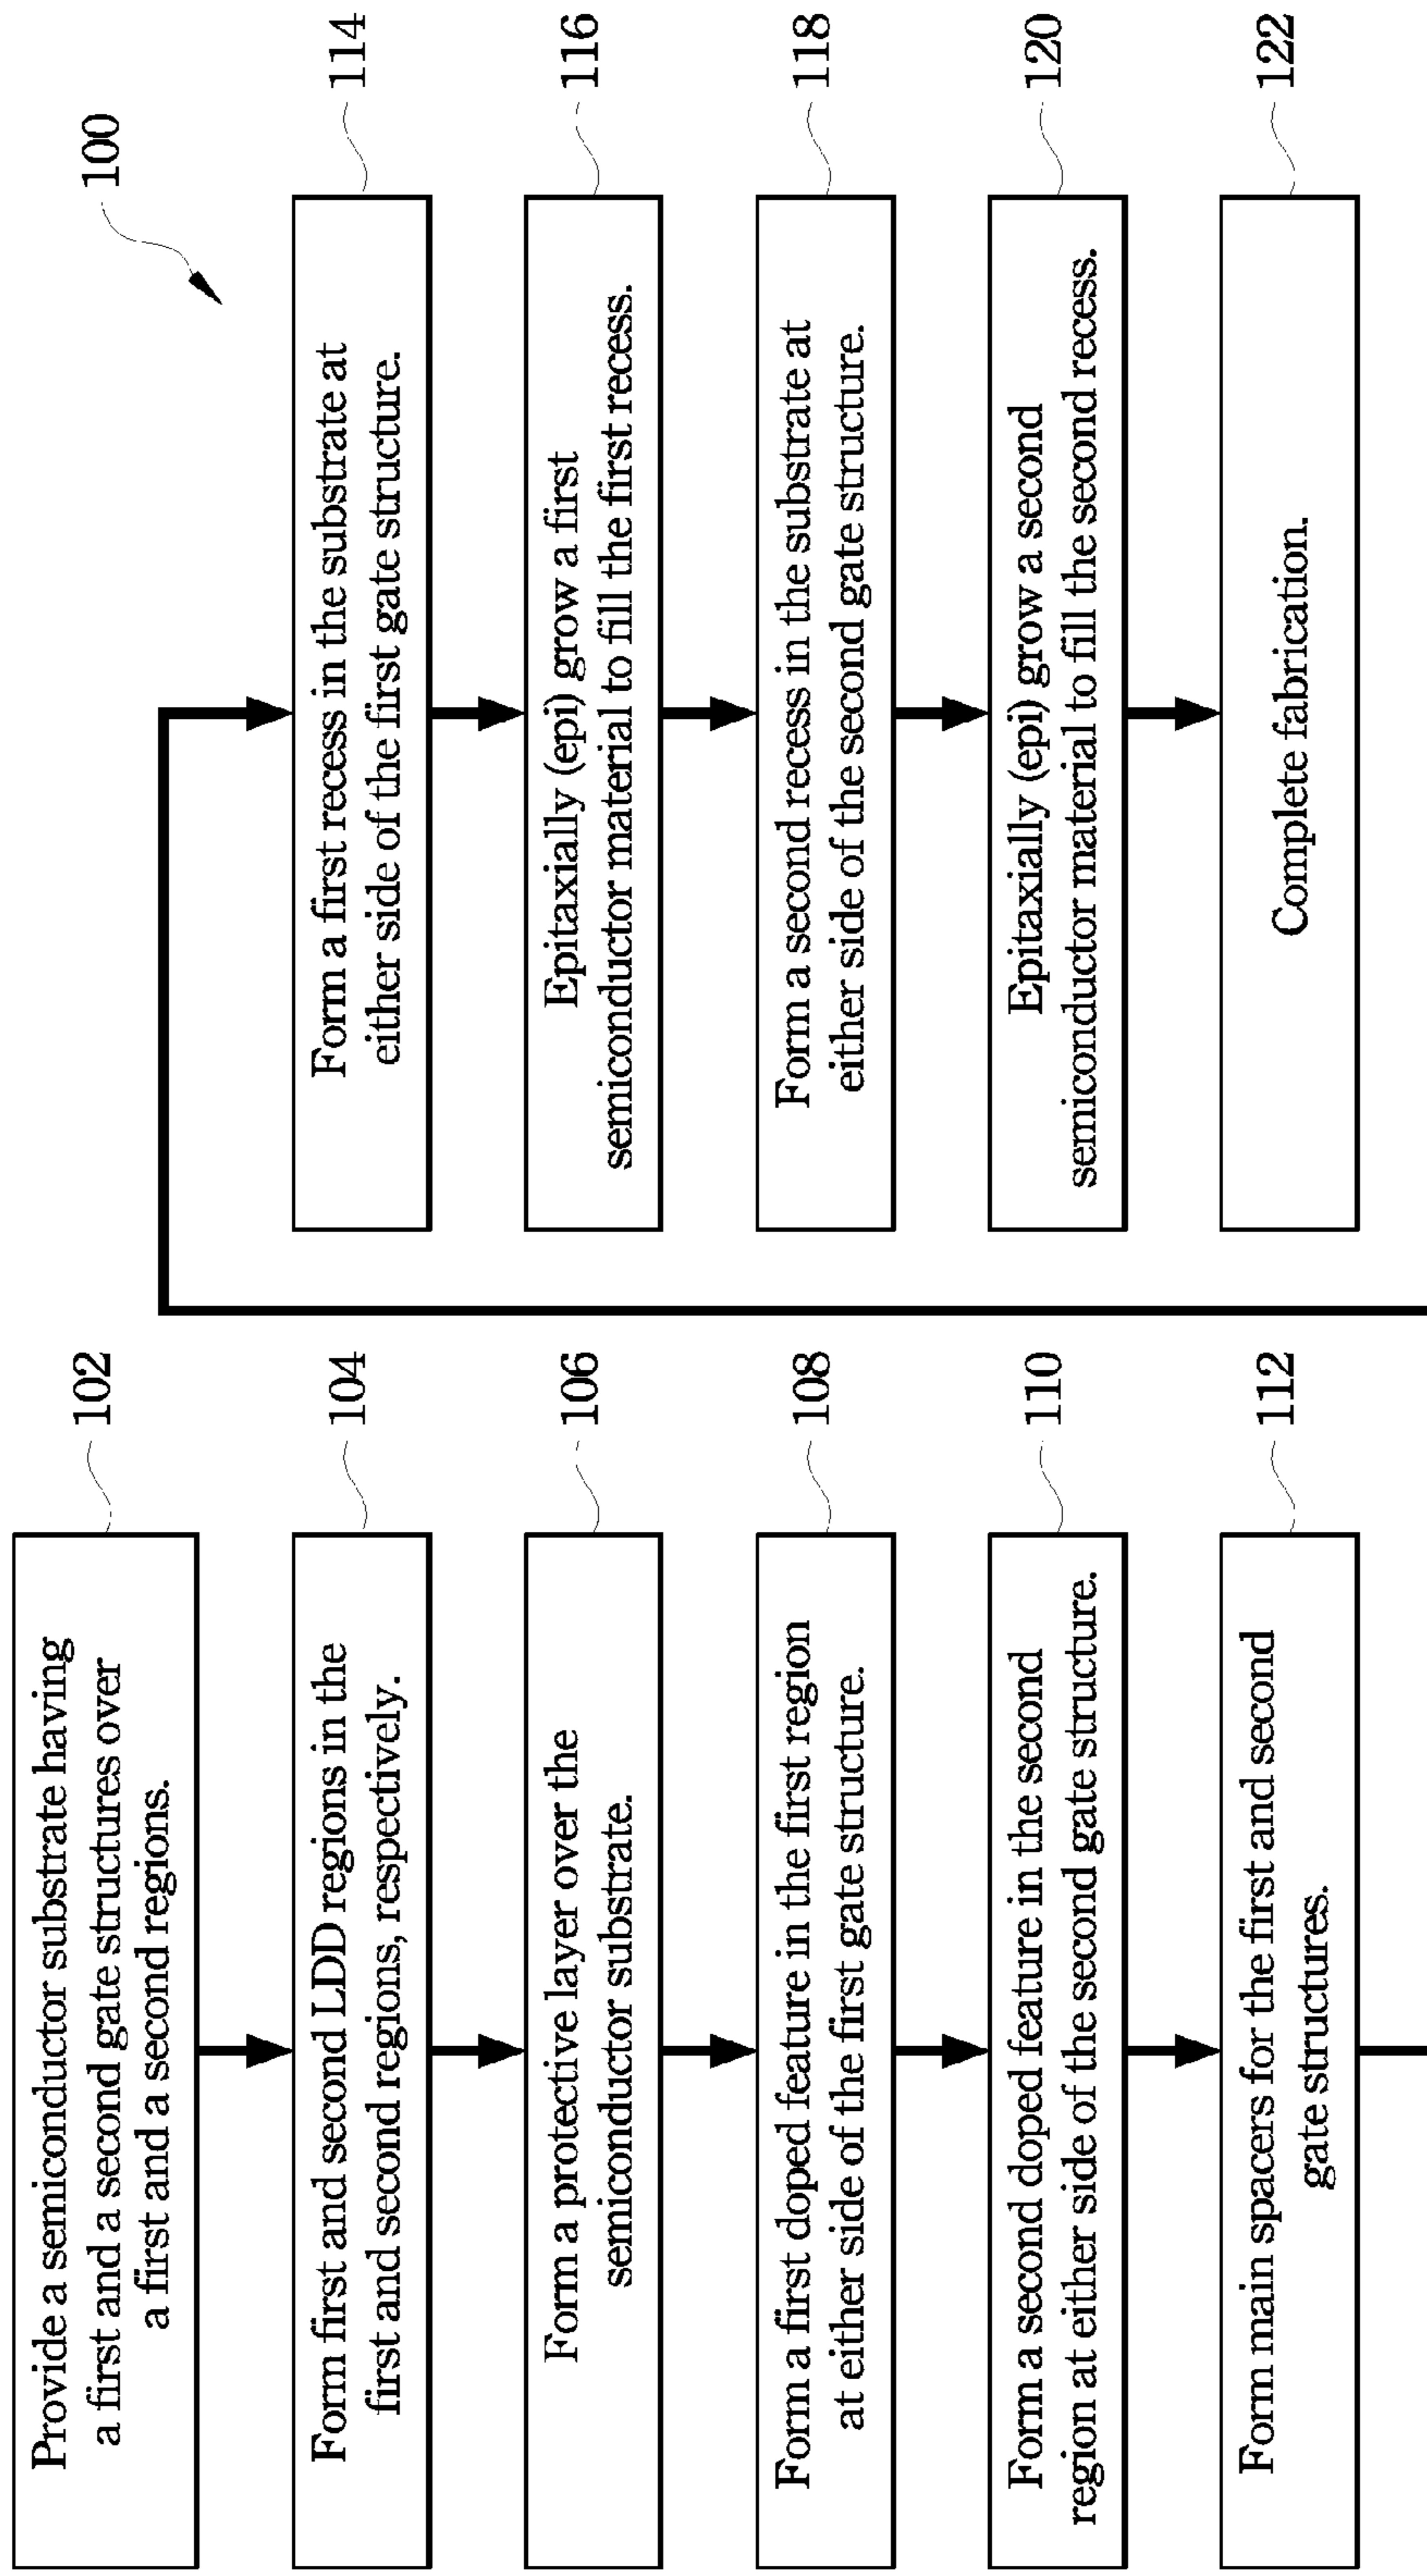 100
Provide a semiconductor substrate having
a first and a second gate structures over
a first and a second regions.
102
Form first and second LDD regions in the
first and second regions, respectively.
104
Form a protective layer over the
semiconductor substrate.
106
Form a first doped feature in the first region
at either side of the first gate structure.
108
Form a second doped feature in the second
region at either side of the second gate structure.
110
Form main spacers for the first and second
gate structures.
112
Form a first recess in the substrate at
either side of the first gate structure.
114
Epitaxially (epi) grow a first
semiconductor material to fill the first recess.
116
Form a second recess in the substrate at
either side of the second gate structure.
118
Epitaxially (epi) grow a second
semiconductor material to fill the second recess.
120
Complete fabrication.
122